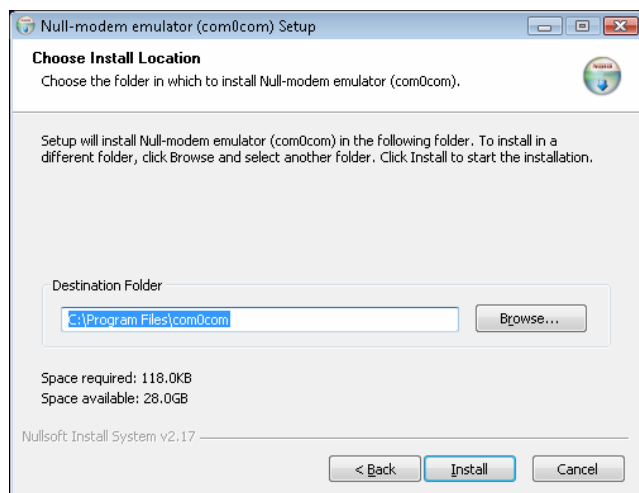 Null-modem emulator (com0com) Setup
Choose Install Location
Choose the folder in which to install Null-modem emulator (com0com).
Setup will install Null-modem emulator (com0com) in the following folder. To install in a
different folder, click Browse and select another folder. Click Install to start the installation.
Destination Folder
C:\Program Files\com0com
Browse...
Space required: 118.0KB
Space available: 28.0GB
Nullsoft Install System v2.17
< Back
Install
Cancel